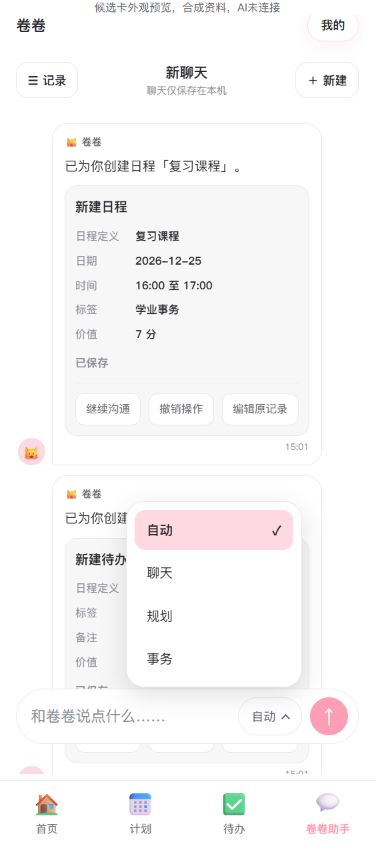 候选卡外观预览，合成资料，AI未连接
卷卷
我的
☰ 记录
新聊天
聊天仅保存在本机
＋ 新建
卷卷
已为你创建日程「复习课程」。
新建日程
日程定义 复习课程
日期 2026-12-25
时间 16:00 至 17:00
标签 学业事务
价值 7 分
已保存
继续沟通
撤销操作
编辑原记录
15:01
卷卷
已为你创建
新建待办
日程定义
标签
备注
价值
已保存
自动 ✓
聊天
规划
事务
和卷卷说点什么……
自动
15:01
首页
计划
待办
卷卷助手